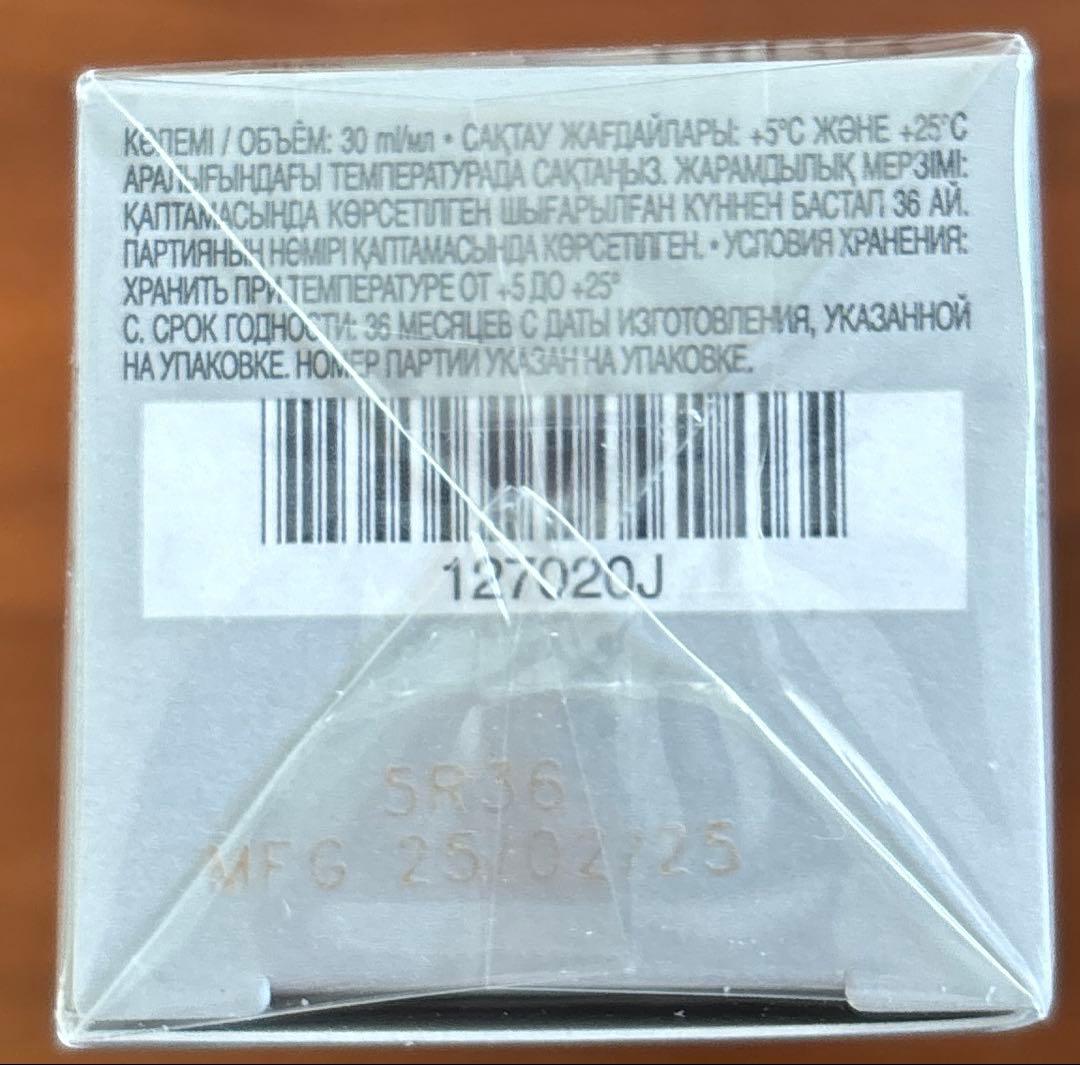 КӨЛЕМІ / ОБЪЁМ: 30 ml/мл • САҚТАУ ЖАҒДАЙЛАРЫ: +5°C ЖӘНЕ +25°C
АРАЛЫҒЫНДАҒЫ ТЕМПЕРАТУРАДА САҚТАҢЫЗ. ЖАРАМДЫЛЫҚ МЕРЗІМІ:
ҚАПТАМАСЫНДА КӨРСЕТІЛГЕН ШЫҒАРЫЛҒАН КҮННЕН БАСТАП 36 АЙ.
ПАРТИЯНЫҢ НӨМІРІ ҚАПТАМАСЫНДА КӨРСЕТІЛГЕН. • УСЛОВИЯ ХРАНЕНИЯ:
ХРАНИТЬ ПРИ ТЕМПЕРАТУРЕ ОТ +5 ДО +25°
С. СРОК ГОДНОСТИ: 36 МЕСЯЦЕВ С ДАТЫ ИЗГОТОВЛЕНИЯ, УКАЗАННОЙ
НА УПАКОВКЕ. НОМЕР ПАРТИИ УКАЗАН НА УПАКОВКЕ.
127020J
5R36
MFG 25/02/25